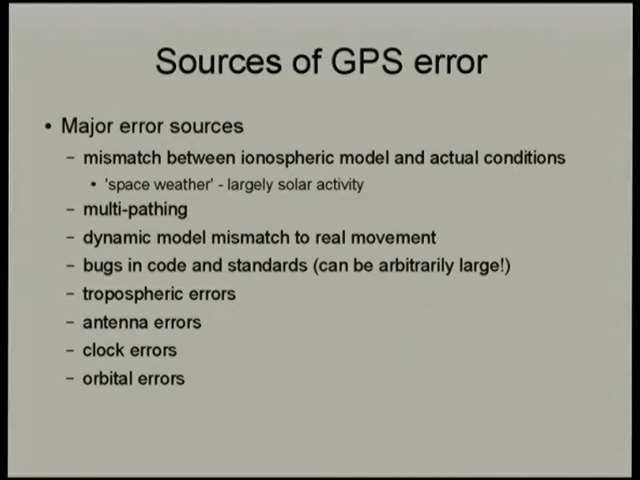 Sources of GPS error
• Major error sources
– mismatch between ionospheric model and actual conditions
• 'space weather' - largely solar activity
– multi-pathing
– dynamic model mismatch to real movement
– bugs in code and standards (can be arbitrarily large!)
– tropospheric errors
– antenna errors
– clock errors
– orbital errors